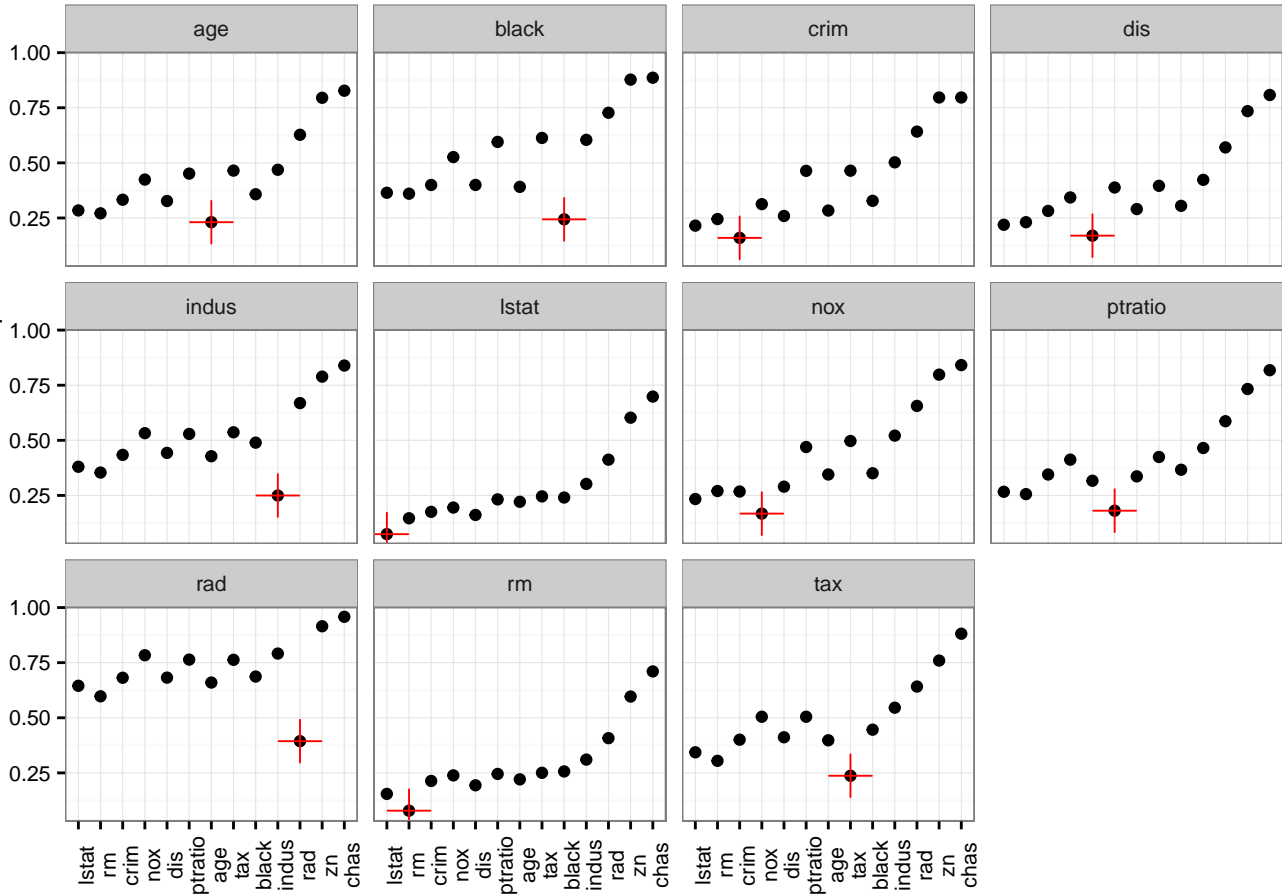 age black crim dis
1.00
0.75
0.50
0.25
indus lstat nox ptratio
1.00
0.75
0.50
0.25
rad rm tax
1.00
0.75
0.50
0.25
lstat rm crim nox dis ptratio age tax black indus rad zn chas
lstat rm crim nox dis ptratio age tax black indus rad zn chas
lstat rm crim nox dis ptratio age tax black indus rad zn chas